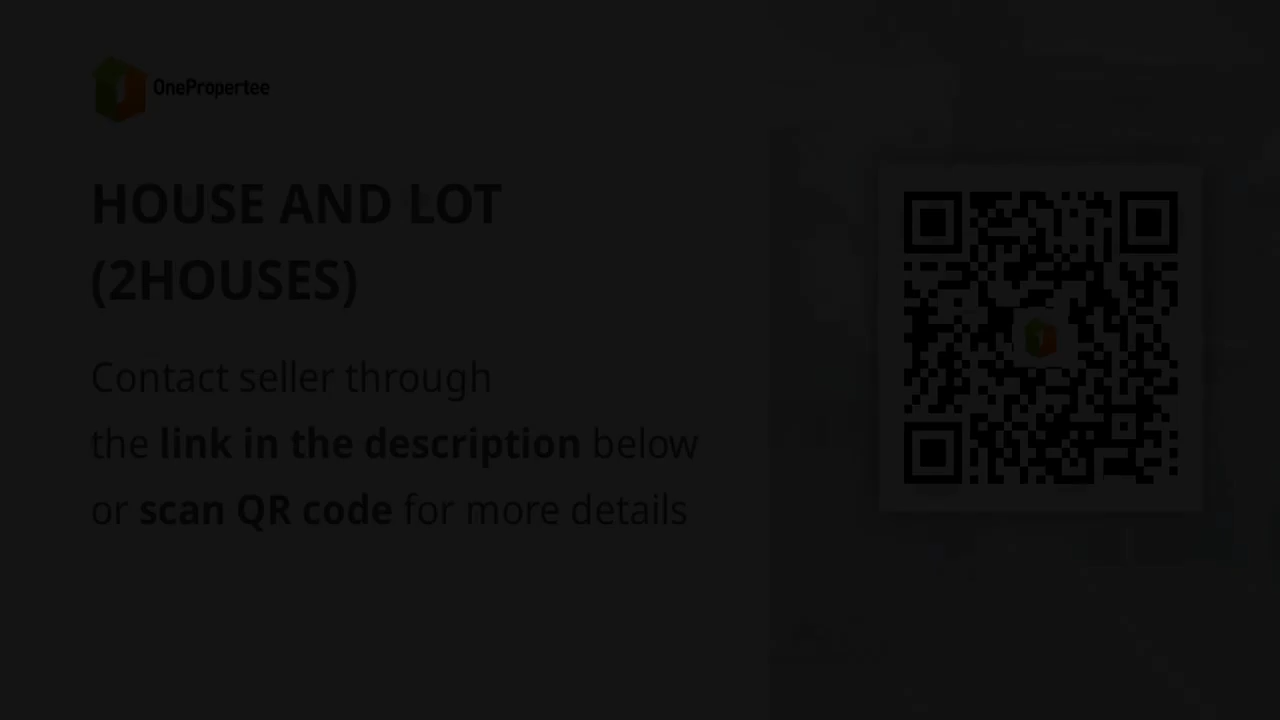 OnePropertee
HOUSE AND LOT
(2HOUSES)
Contact seller through
the link in the description below
or scan QR code for more details